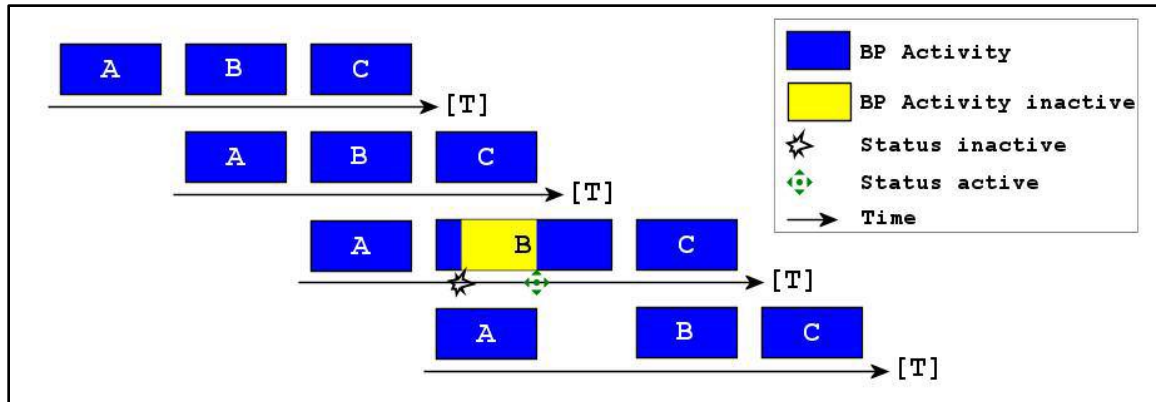 A B C
[T]
A B C
[T]
A B C
[T]
A B C
[T]
BP Activity
BP Activity inactive
Status inactive
Status active
Time